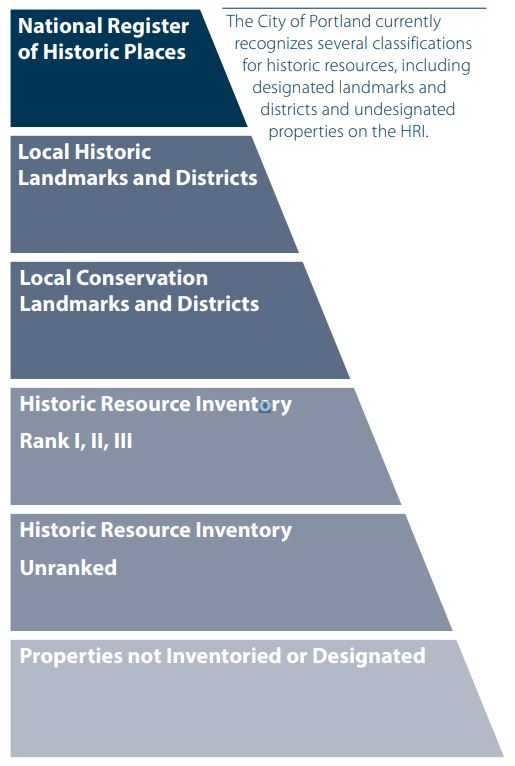 National Register
of Historic Places
The City of Portland currently
recognizes several classifications
for historic resources, including
designated landmarks and
districts and undesignated
properties on the HRI.
Local Historic
Landmarks and Districts
Local Conservation
Landmarks and Districts
Historic Resource Inventory
Rank I, II, III
Historic Resource Inventory
Unranked
Properties not Inventoried or Designated